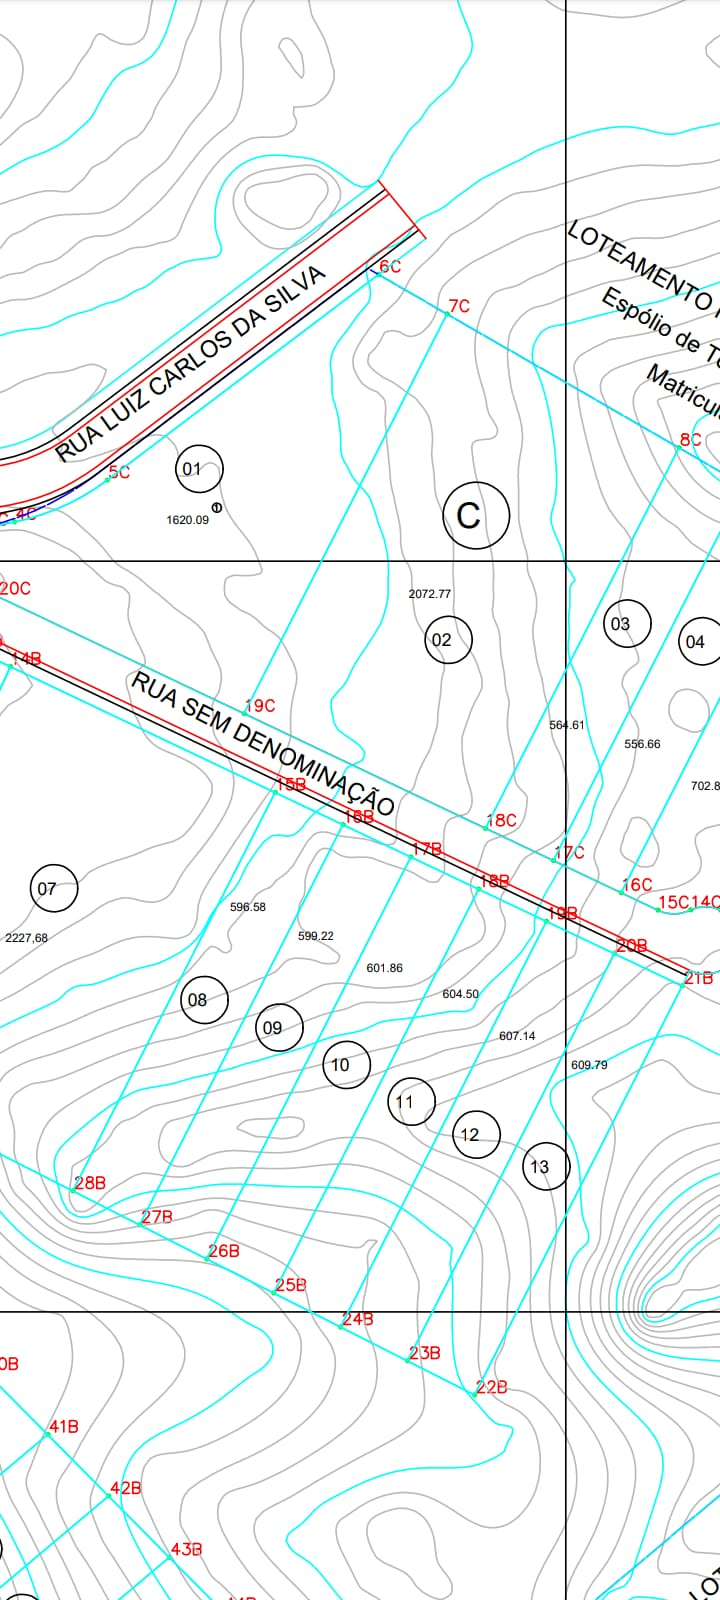 LOTEAMENTO
Espólio de
Matrícul
6C
7C
8C
RUA LUIZ CARLOS DA SILVA
5C
4C
01
1
1620.09
C
20C
2072.77
02
03
04
14B
19C
RUA SEM DENOMINAÇÃO
564.61
556.66
702.8
15B
16B
17B
18B
19B
20B
21B
18C
17C
16C
15C
14C
07
2227,68
596.58
599.22
601.86
604.50
607.14
609.79
08
09
10
11
12
13
28B
27B
26B
25B
24B
23B
22B
0B
41B
42B
43B
LOT